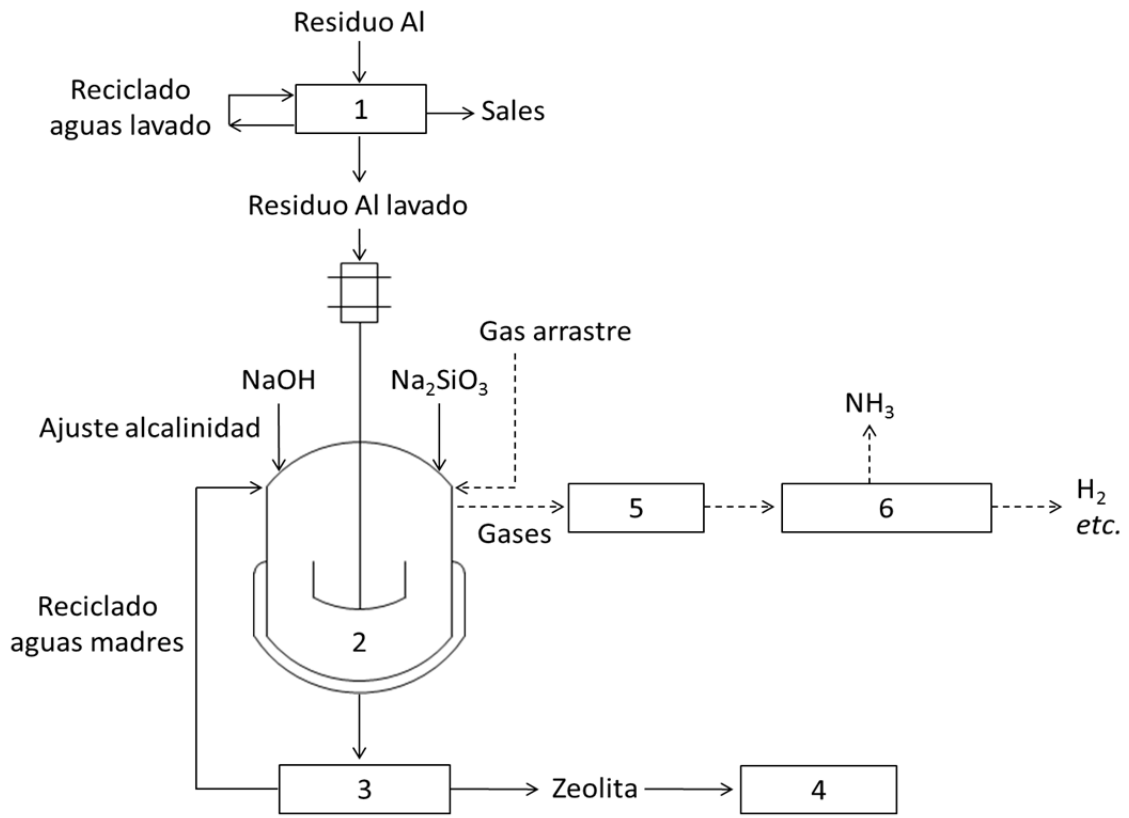 Residuo Al
Reciclado
aguas lavado
1
Sales
Residuo Al lavado
Gas arrastre
NaOH
Na₂SiO₃
Ajuste alcalinidad
NH₃
5
6
H₂
etc.
Gases
Reciclado
aguas madres
2
3
Zeolita
4